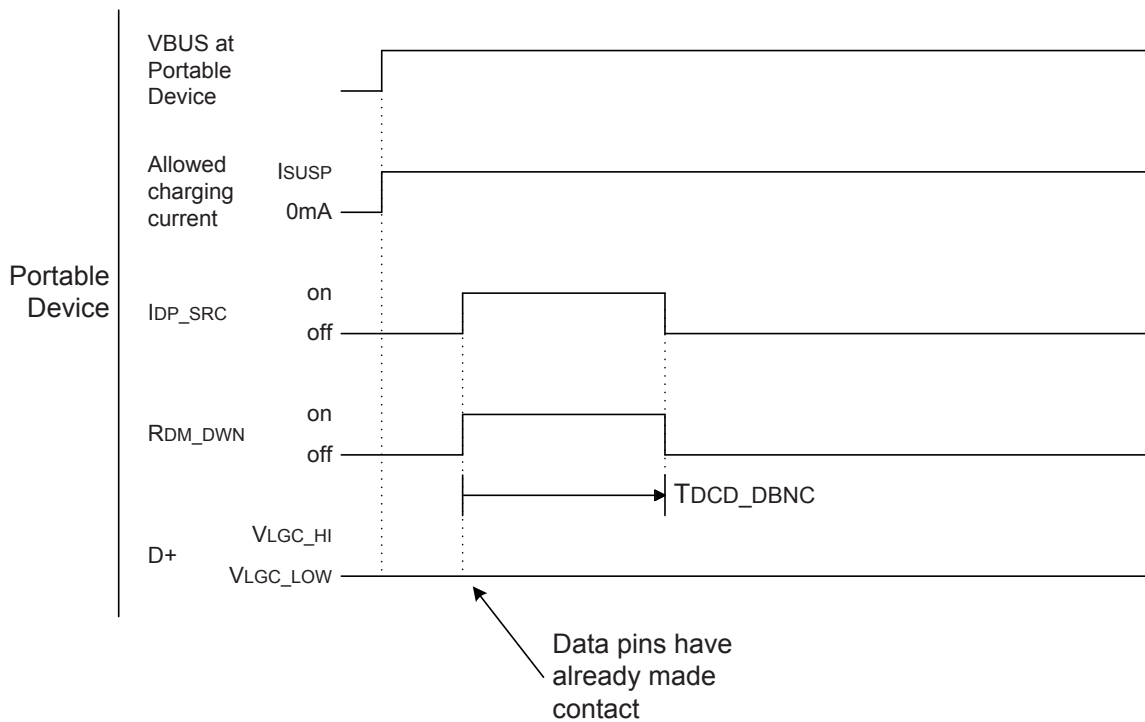 VBUS at
Portable
Device
Allowed
charging
current
ISUSP
0mA
Portable
Device
IDP_SRC
on
off
RDM_DWN
on
off
TDCD_DBNC
D+
VLGC_HI
VLGC_LOW
Data pins have
already made
contact